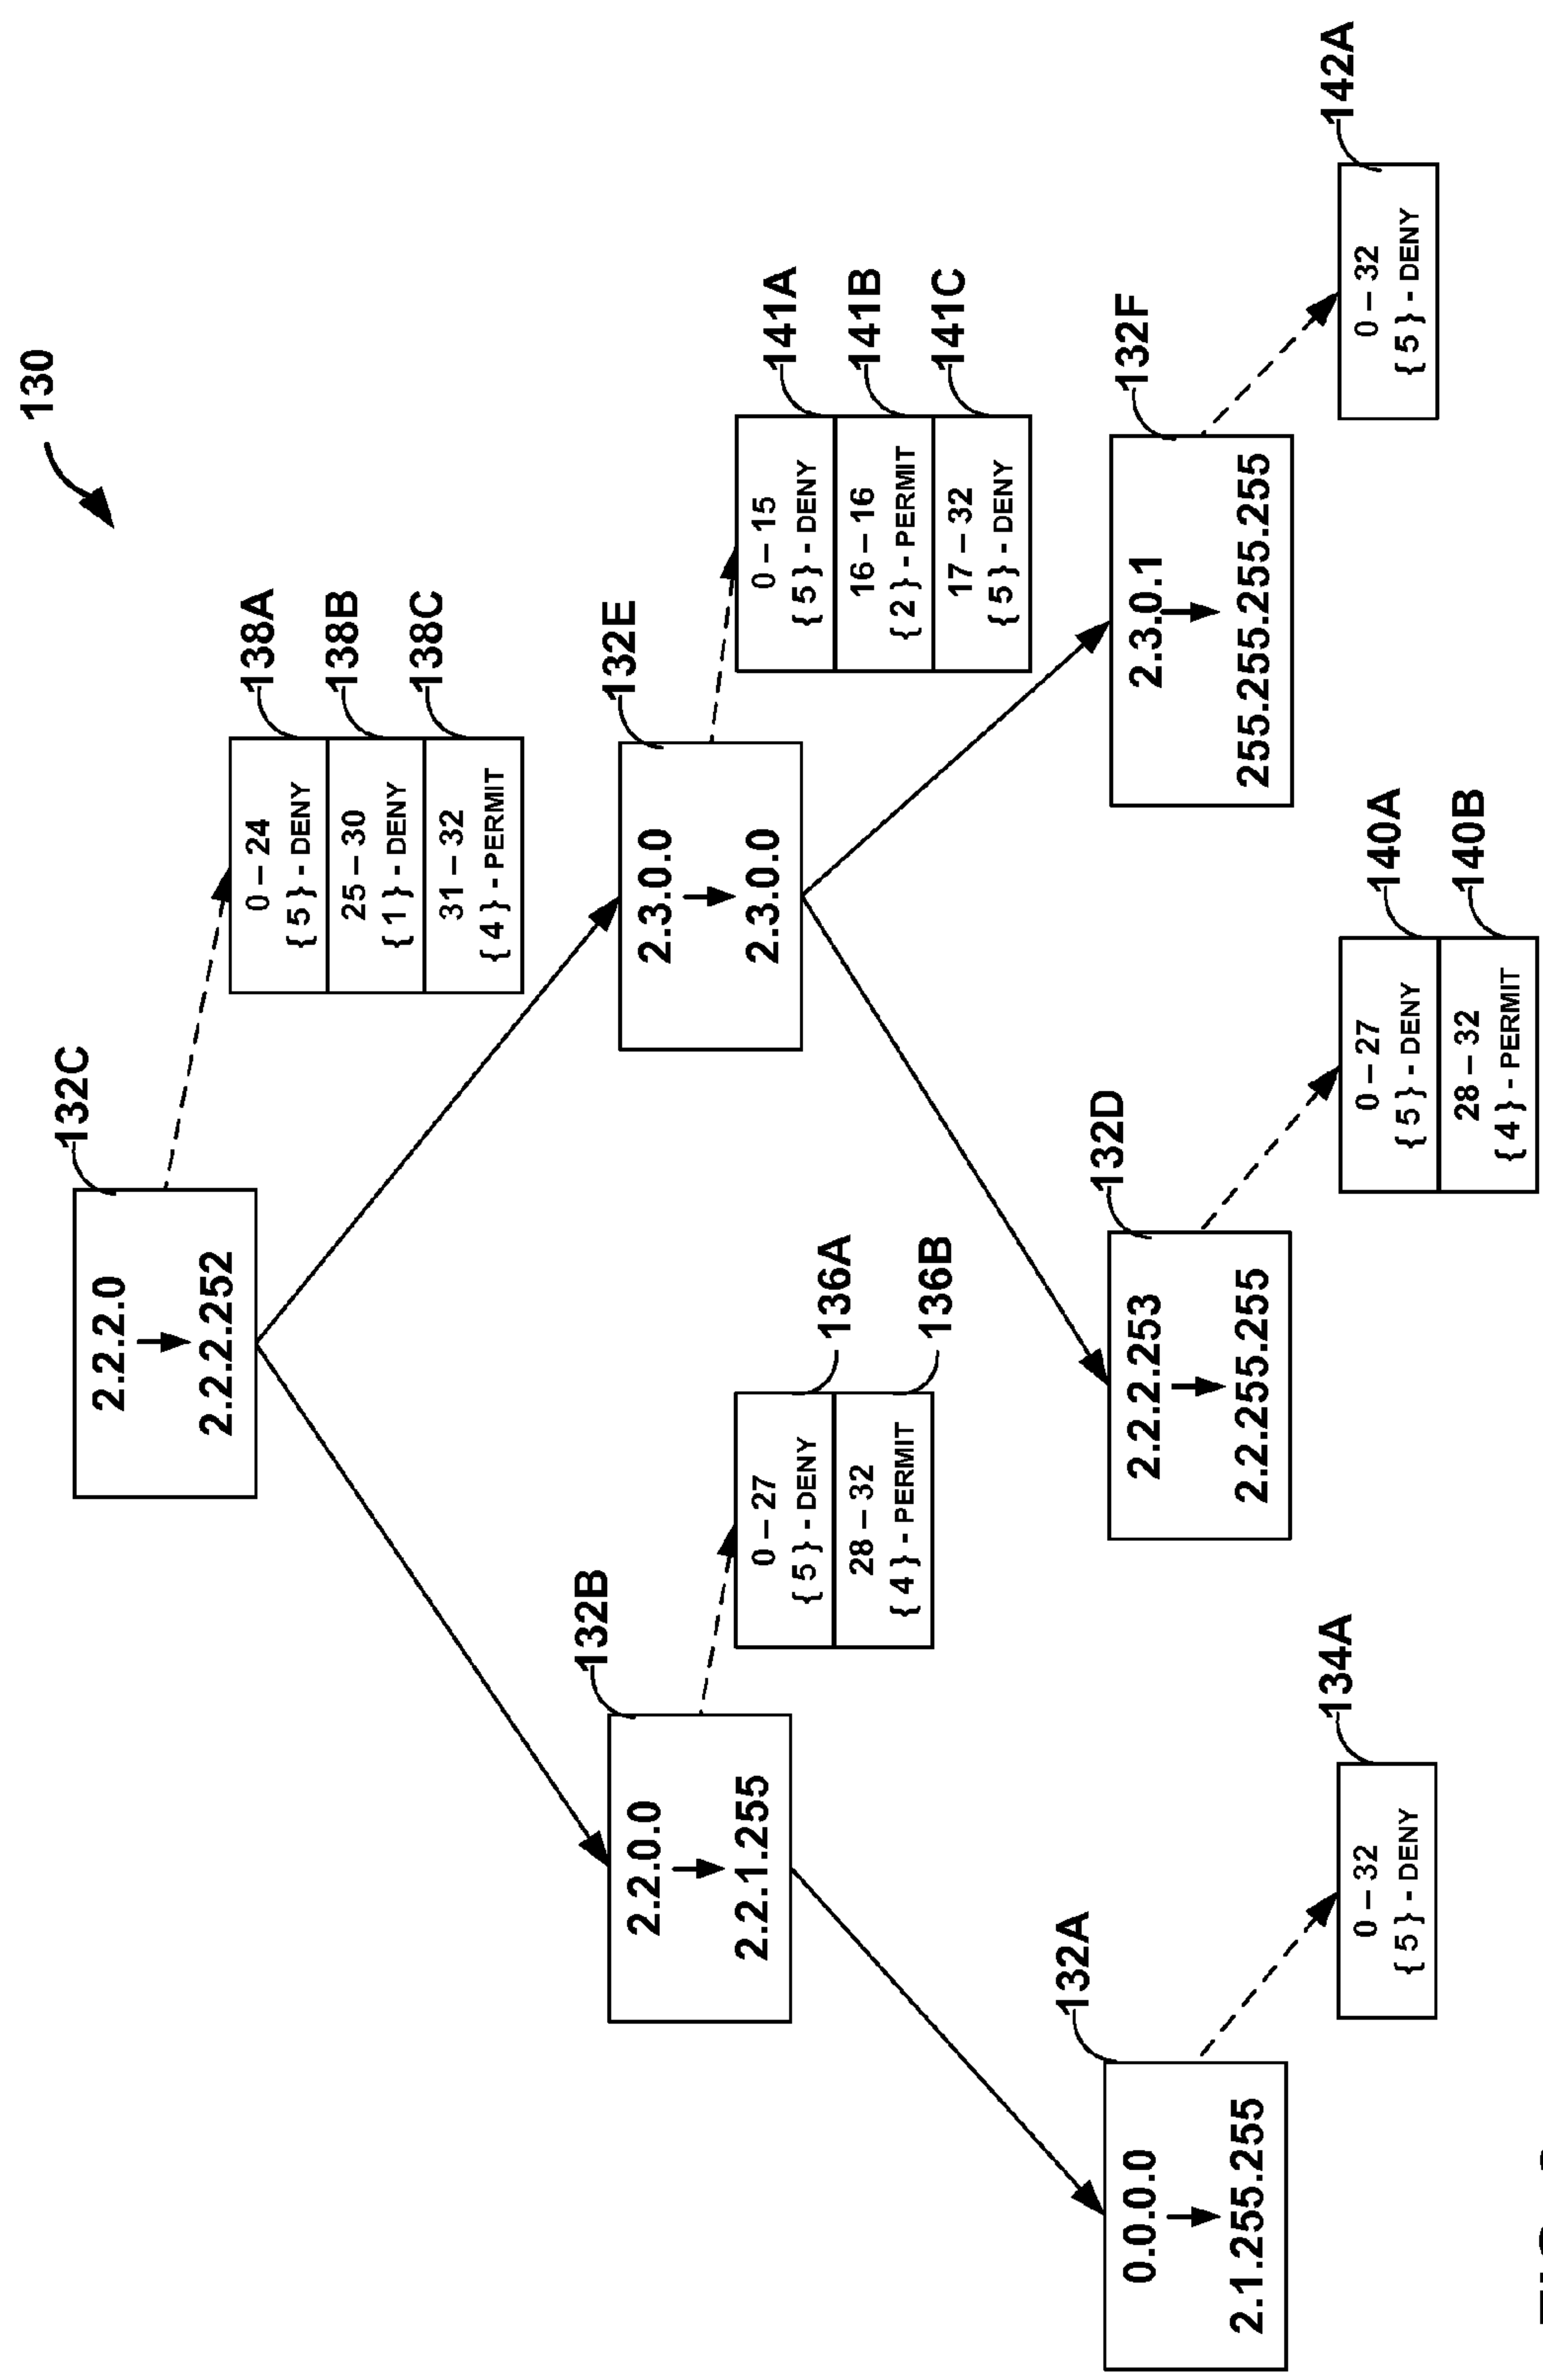 130
132C
2.2.2.0
2.2.2.252
138A
138B
138C
0 – 24
{ 5 } - DENY
25 – 30
{ 1 } - DENY
31 – 32
{ 4 } - PERMIT
132B
2.2.0.0
2.2.1.255
136A
136B
0 – 27
{ 5 } - DENY
28 – 32
{ 4 } - PERMIT
132E
2.3.0.0
2.3.0.0
141A
141B
141C
0 – 15
{ 5 } - DENY
16 – 16
{ 2 } - PERMIT
17 – 32
{ 5 } - DENY
132A
0.0.0.0
2.1.255.255
134A
0 – 32
{ 5 } - DENY
132D
2.2.2.253
2.2.255.255
140A
140B
0 – 27
{ 5 } - DENY
28 – 32
{ 4 } - PERMIT
132F
2.3.0.1
255.255.255.255
142A
0 – 32
{ 5 } - DENY